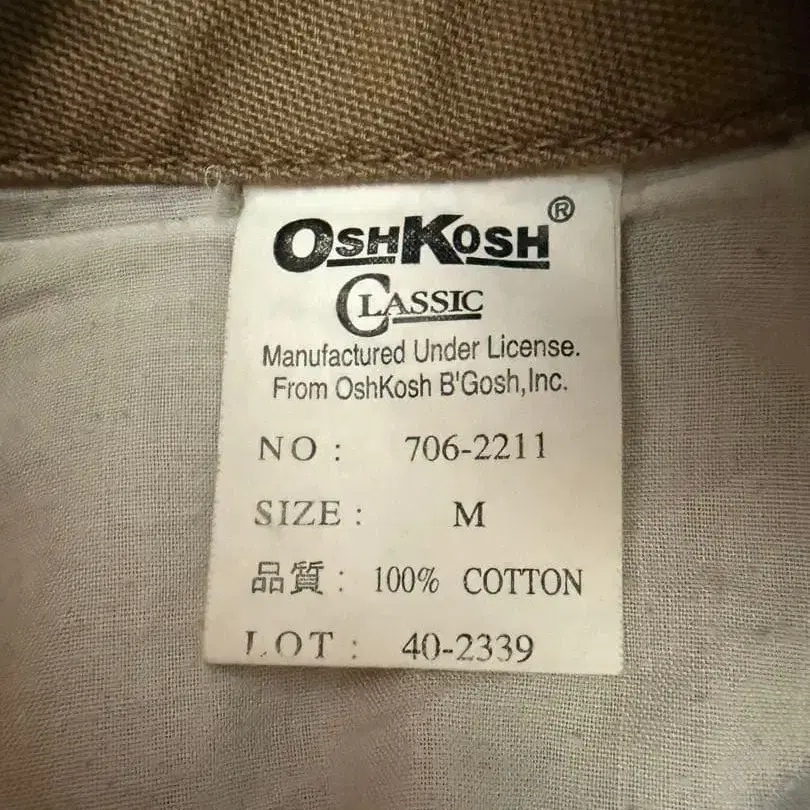 OSHKOSH®
CLASSIC
Manufactured Under License.
From OshKosh B'Gosh,Inc.
NO : 706-2211
SIZE : M
品質 : 100% COTTON
LOT : 40-2339